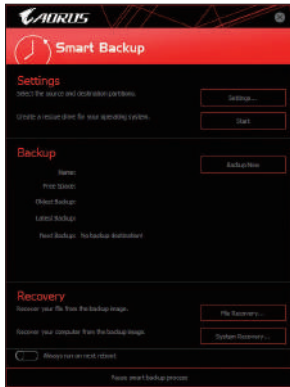 AORUS
Smart Backup
Settings
Select the source and destination partitions.
Settings...
Create a rescue drive for your operating system.
Start
Backup
Backup Now
Name:
Free Space:
Oldest Backup:
Latest Backup:
Next Backup: No backup destination!
Recovery
Recover your file from the backup image.
File Recovery...
Recover your computer from the backup image.
System Recovery...
Always run on next reboot
Pause smart backup process